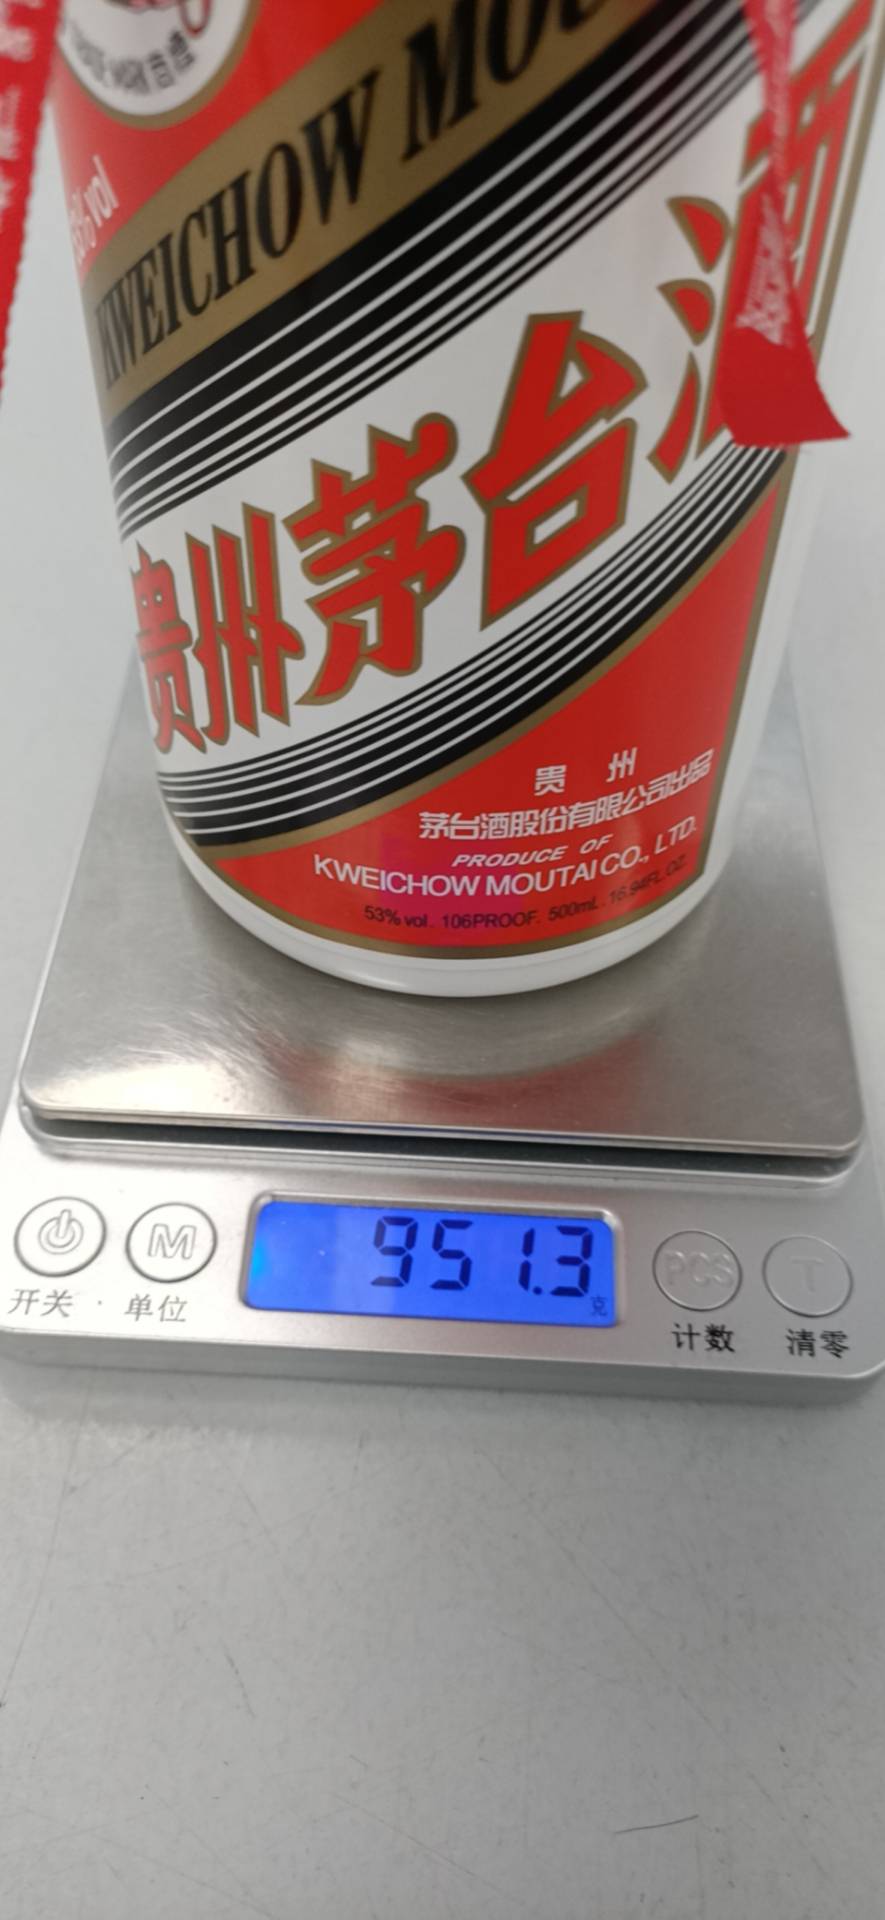 KWEICHOW MOU
贵州茅台酒
贵 州
茅台酒股份有限公司出品
PRODUCE OF
KWEICHOW MOUTAI CO., LTD.
53% vol. 106PROOF. 500mL. 16.94FL.OZ.
951.3
克
M
PCS
T
开关 · 单位
计数
清零